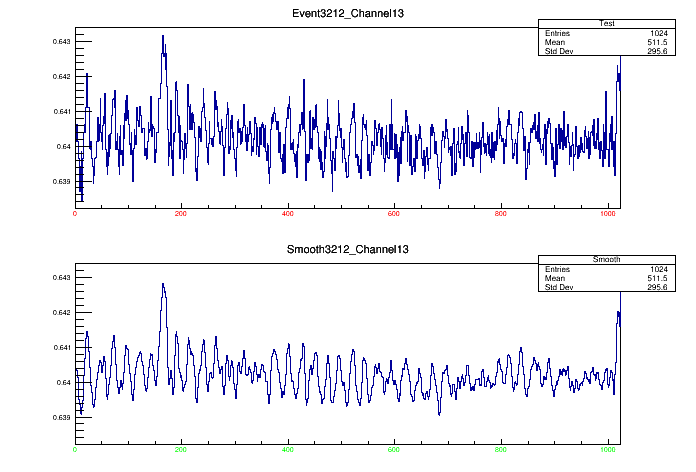 Event3212_Channel13
Test
Entries 1024
Mean 511.5
Std Dev 295.6
0.643
0.642
0.641
0.64
0.639
0 200 400 600 800 1000
Smooth3212_Channel13
Smooth
Entries 1024
Mean 511.5
Std Dev 295.6
0.643
0.642
0.641
0.64
0.639
0 200 400 600 800 1000